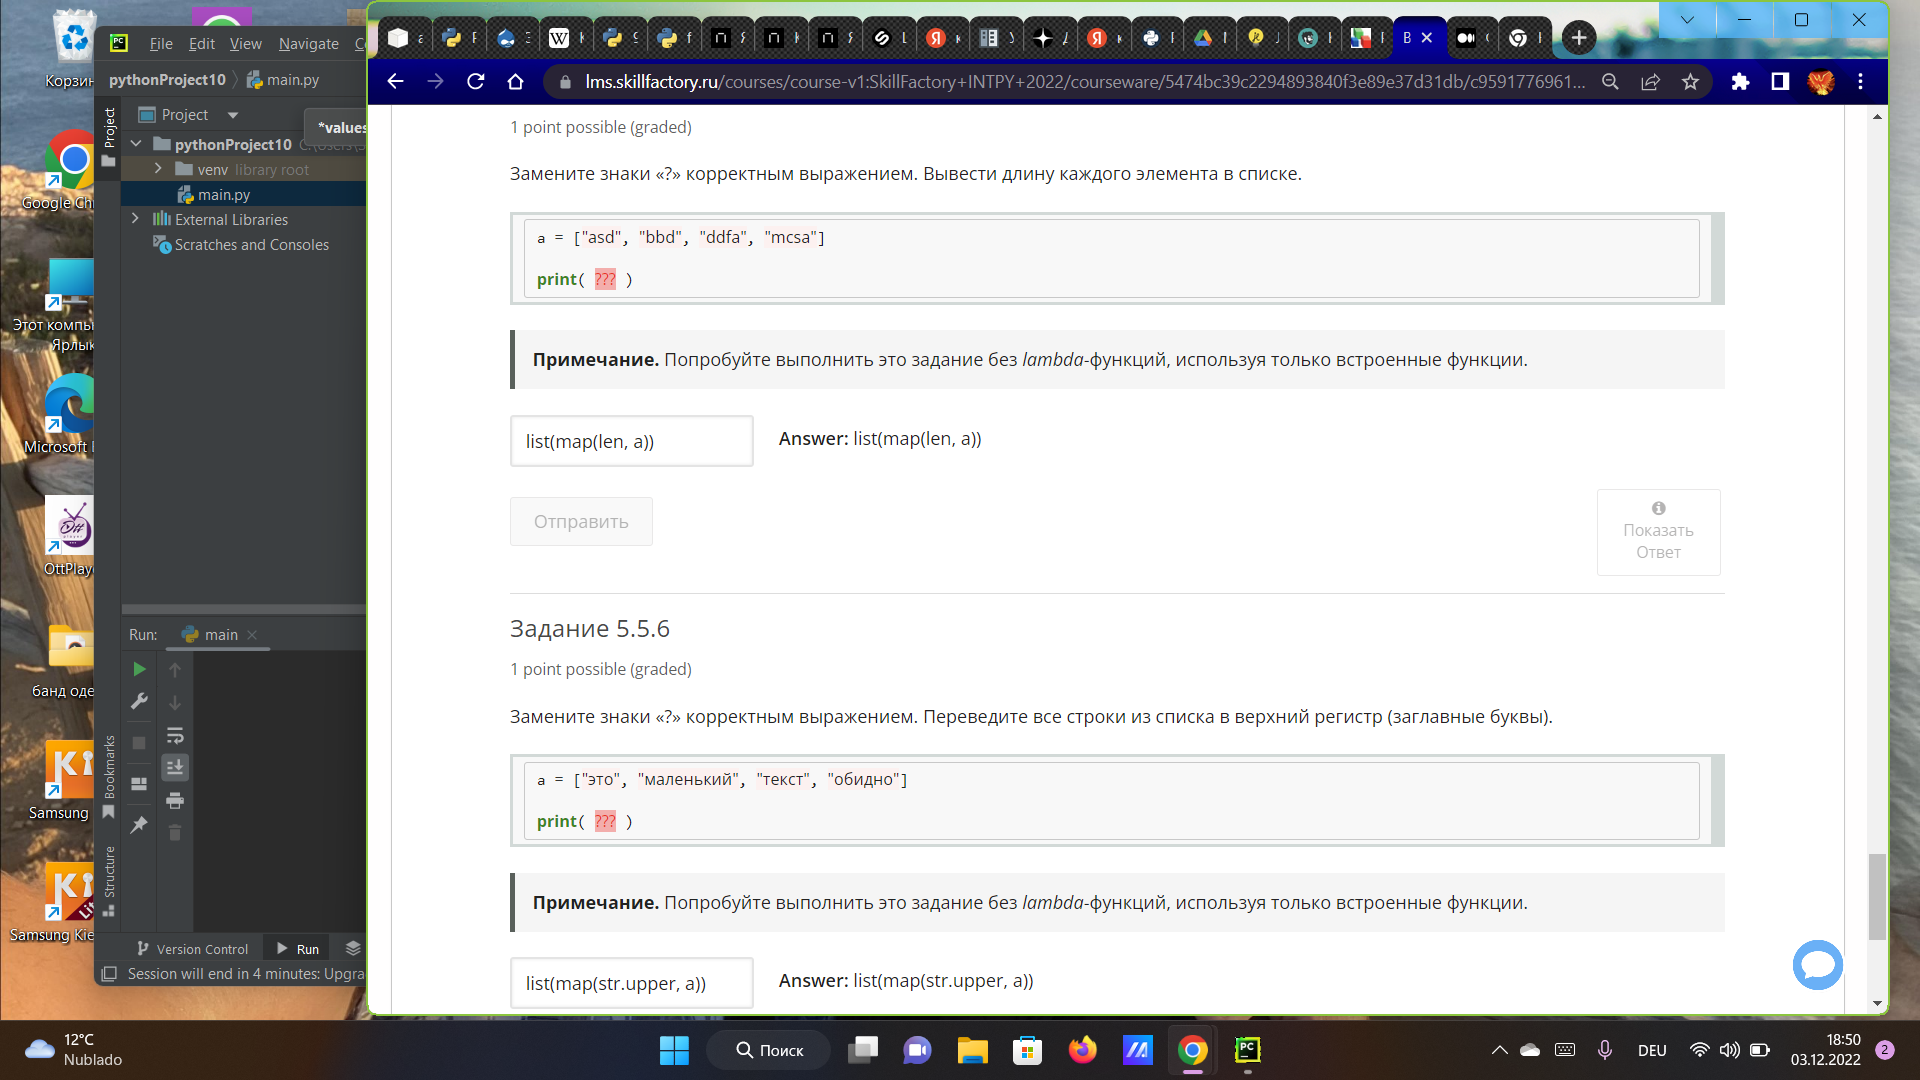 Корзин
Google Ch
Этот компь
Ярлык
Microsoft E
OttPlay
банд оде
Samsung
Samsung Kie
File Edit View Navigate C
pythonProject10 main.py
Project
Project
*values
pythonProject10
venv library root
main.py
External Libraries
Scratches and Consoles
Run: main
Bookmarks
Structure
Version Control Run
Session will end in 4 minutes: Upgra
lms.skillfactory.ru/courses/course-v1:SkillFactory+INTPY+2022/courseware/5474bc39c2294893840f3e89e37d31db/c9591776961...
1 point possible (graded)
Замените знаки «?» корректным выражением. Вывести длину каждого элемента в списке.
a = ["asd", "bbd", "ddfa", "mcsa"]
print( ??? )
Примечание. Попробуйте выполнить это задание без lambda-функций, используя только встроенные функции.
list(map(len, a)) Answer: list(map(len, a))
Отправить
Показать
Ответ
Задание 5.5.6
1 point possible (graded)
Замените знаки «?» корректным выражением. Переведите все строки из списка в верхний регистр (заглавные буквы).
a = ["это", "маленький", "текст", "обидно"]
print( ??? )
Примечание. Попробуйте выполнить это задание без lambda-функций, используя только встроенные функции.
list(map(str.upper, a)) Answer: list(map(str.upper, a))
12°C
Nublado
Поиск
DEU
18:50
03.12.2022
2